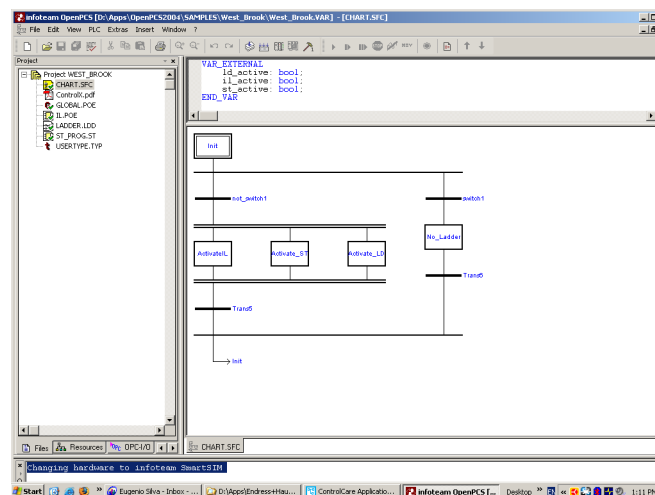 infoteam OpenPCS [D:\Apps\OpenPCS2004\SAMPLES\West_Brook\West_Brook.VAR] - [CHART.SFC]
File Edit View PLC Extras Insert Window ?
Project
Project WEST_BROOK
CHART.SFC
ControlX.pdf
GLOBAL.POE
IL.POE
LADDER.LDD
ST_PROG.ST
USERTYPE.TYP
VAR_EXTERNAL
ld_active: bool;
il_active: bool;
st_active: bool;
END_VAR
Init
not_switch1
switch1
ActivateIL
Activate_ST
Activate_LD
No_Ladder
Trans6
Init
Files Resources OPC-I/O
CHART.SFC
Changing hardware to infoteam SmartSIM
Start Eugenio Silva - Inbox - ... D:\Apps\Endress+Hau... ControlCare Applicatio... infoteam OpenPCS [... Desktop » EN « 1:11 PM